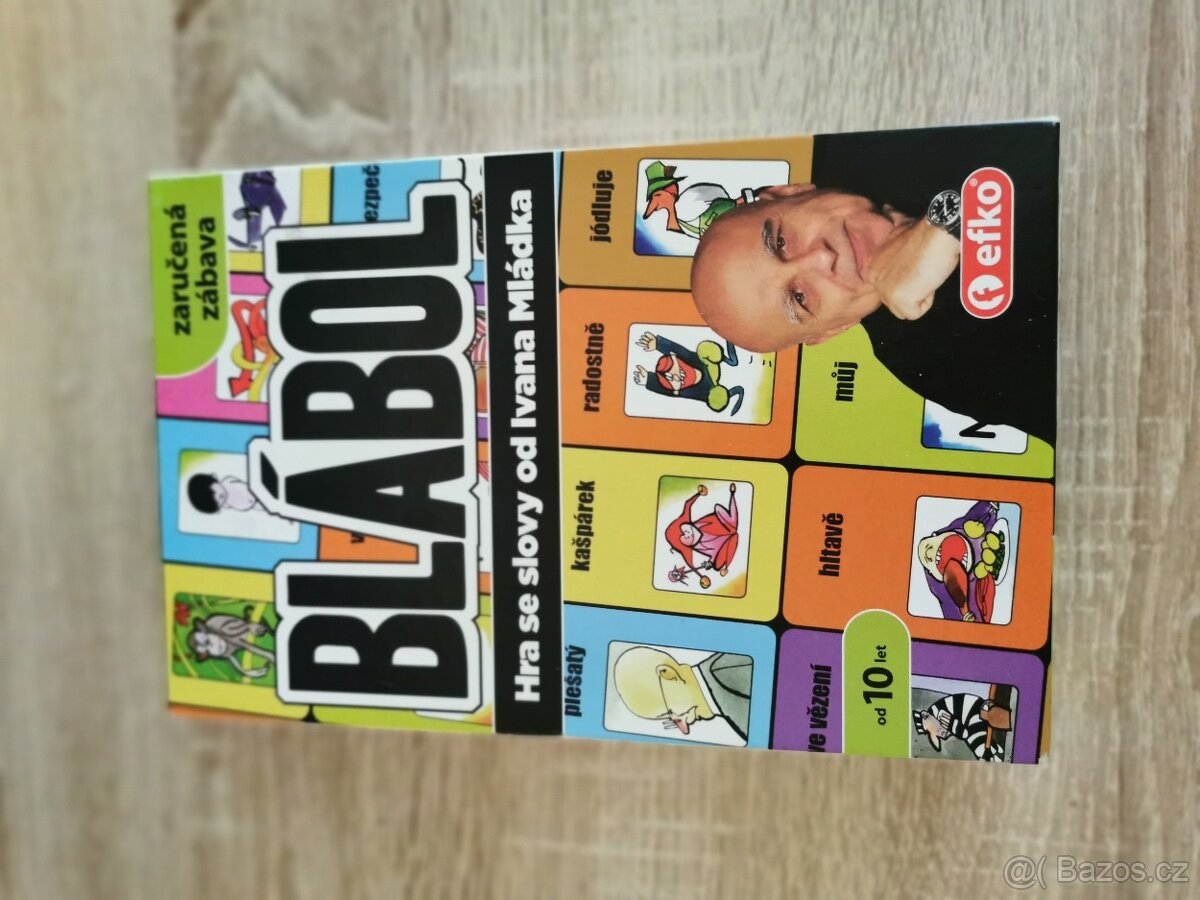 zaručená
zábava
ezpeč
BLÁBOL
Hra se slovy od Ivana Mládka
plešatý
kašpárek
radostně
jódluje
ve vězení
hltavě
můj
od 10 let
efko®
@( Bazos.cz